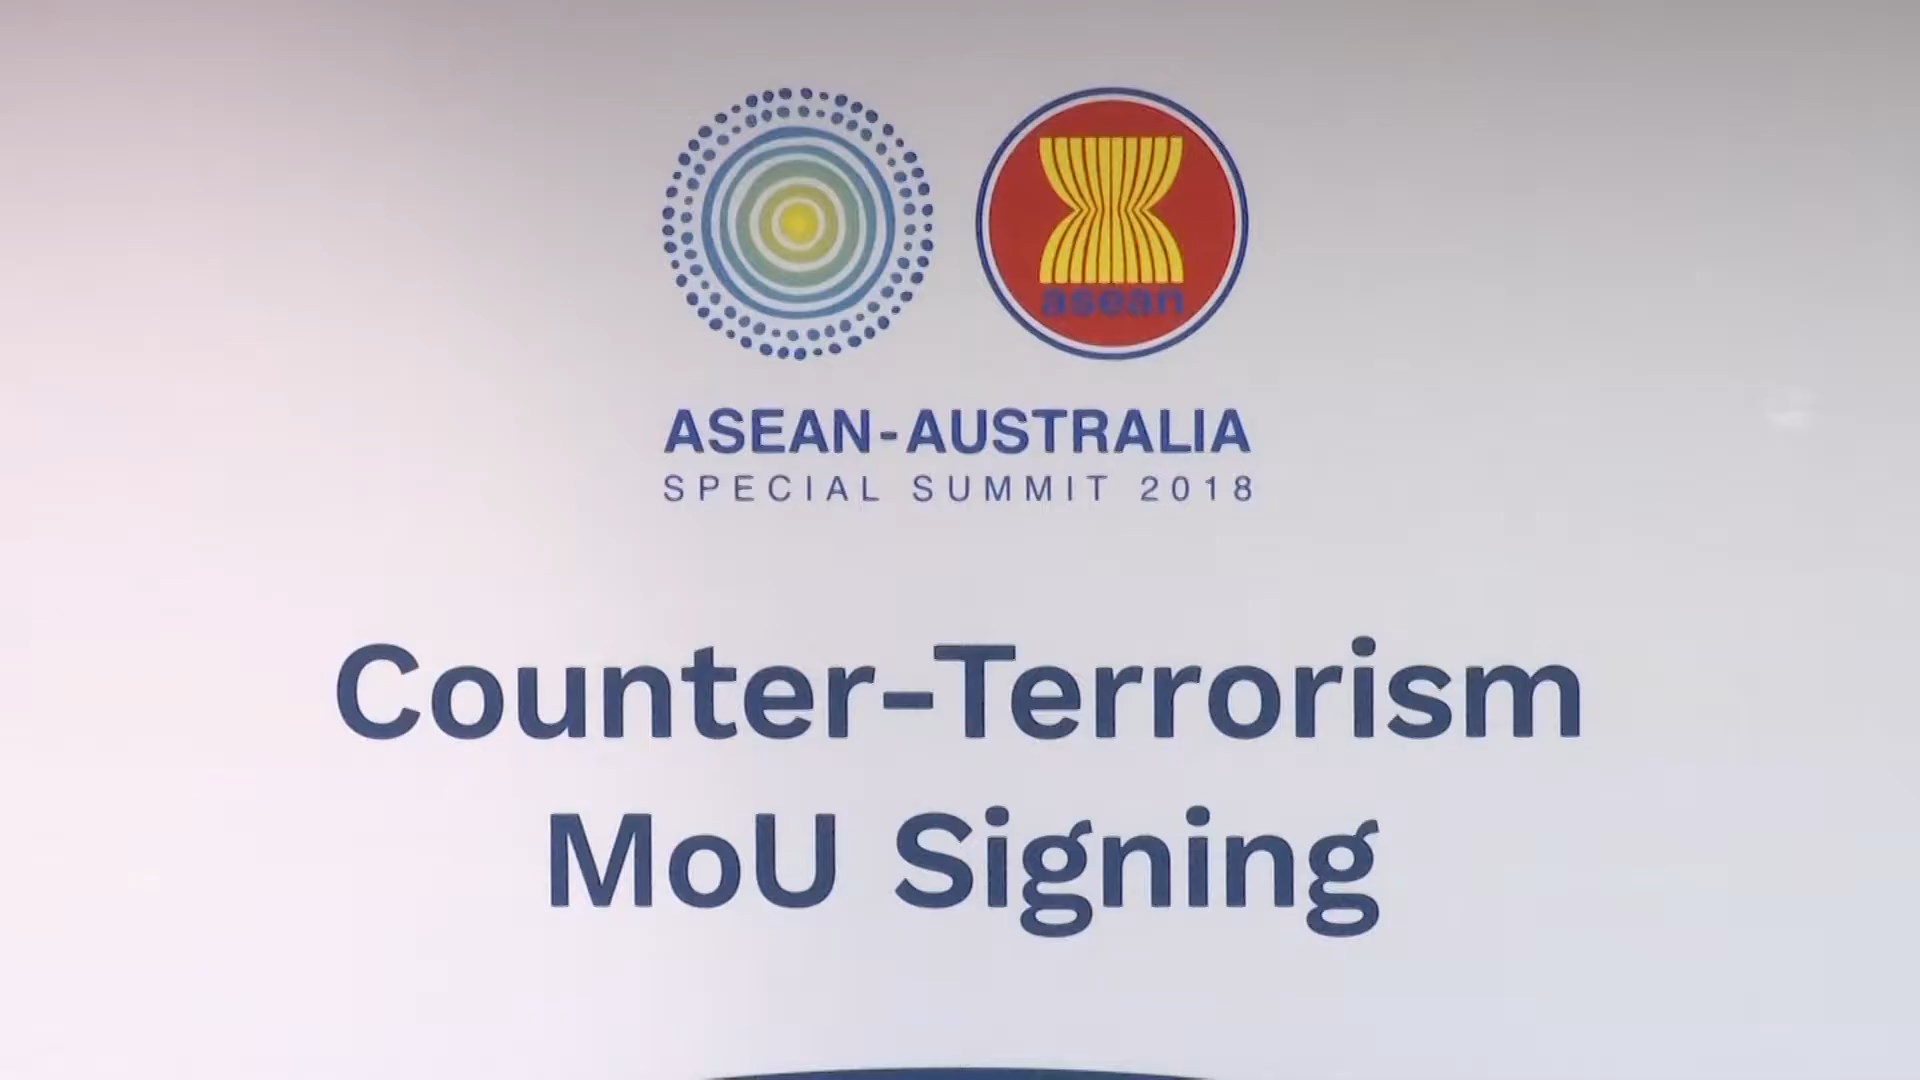 asean
ASEAN-AUSTRALIA
SPECIAL SUMMIT 2018
Counter-Terrorism
MoU Signing